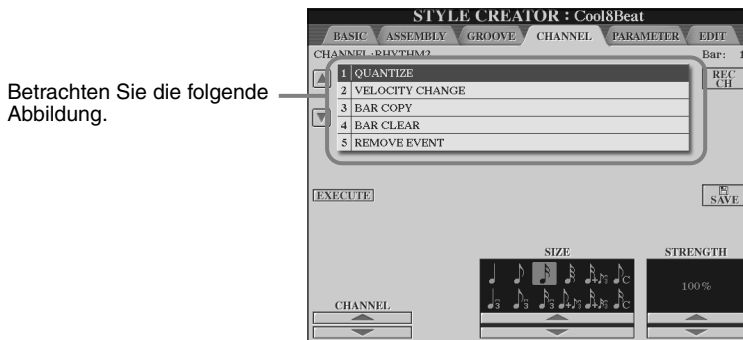 STYLE CREATOR : Cool8Beat
BASIC ASSEMBLY GROOVE CHANNEL PARAMETER EDIT
CHANNEL :RHYTHM2 Bar: 1
Betrachten Sie die folgende
Abbildung.
1 QUANTIZE
2 VELOCITY CHANGE
3 BAR COPY
4 BAR CLEAR
5 REMOVE EVENT
REC
CH
EXECUTE
SAVE
SIZE STRENGTH
100%
CHANNEL